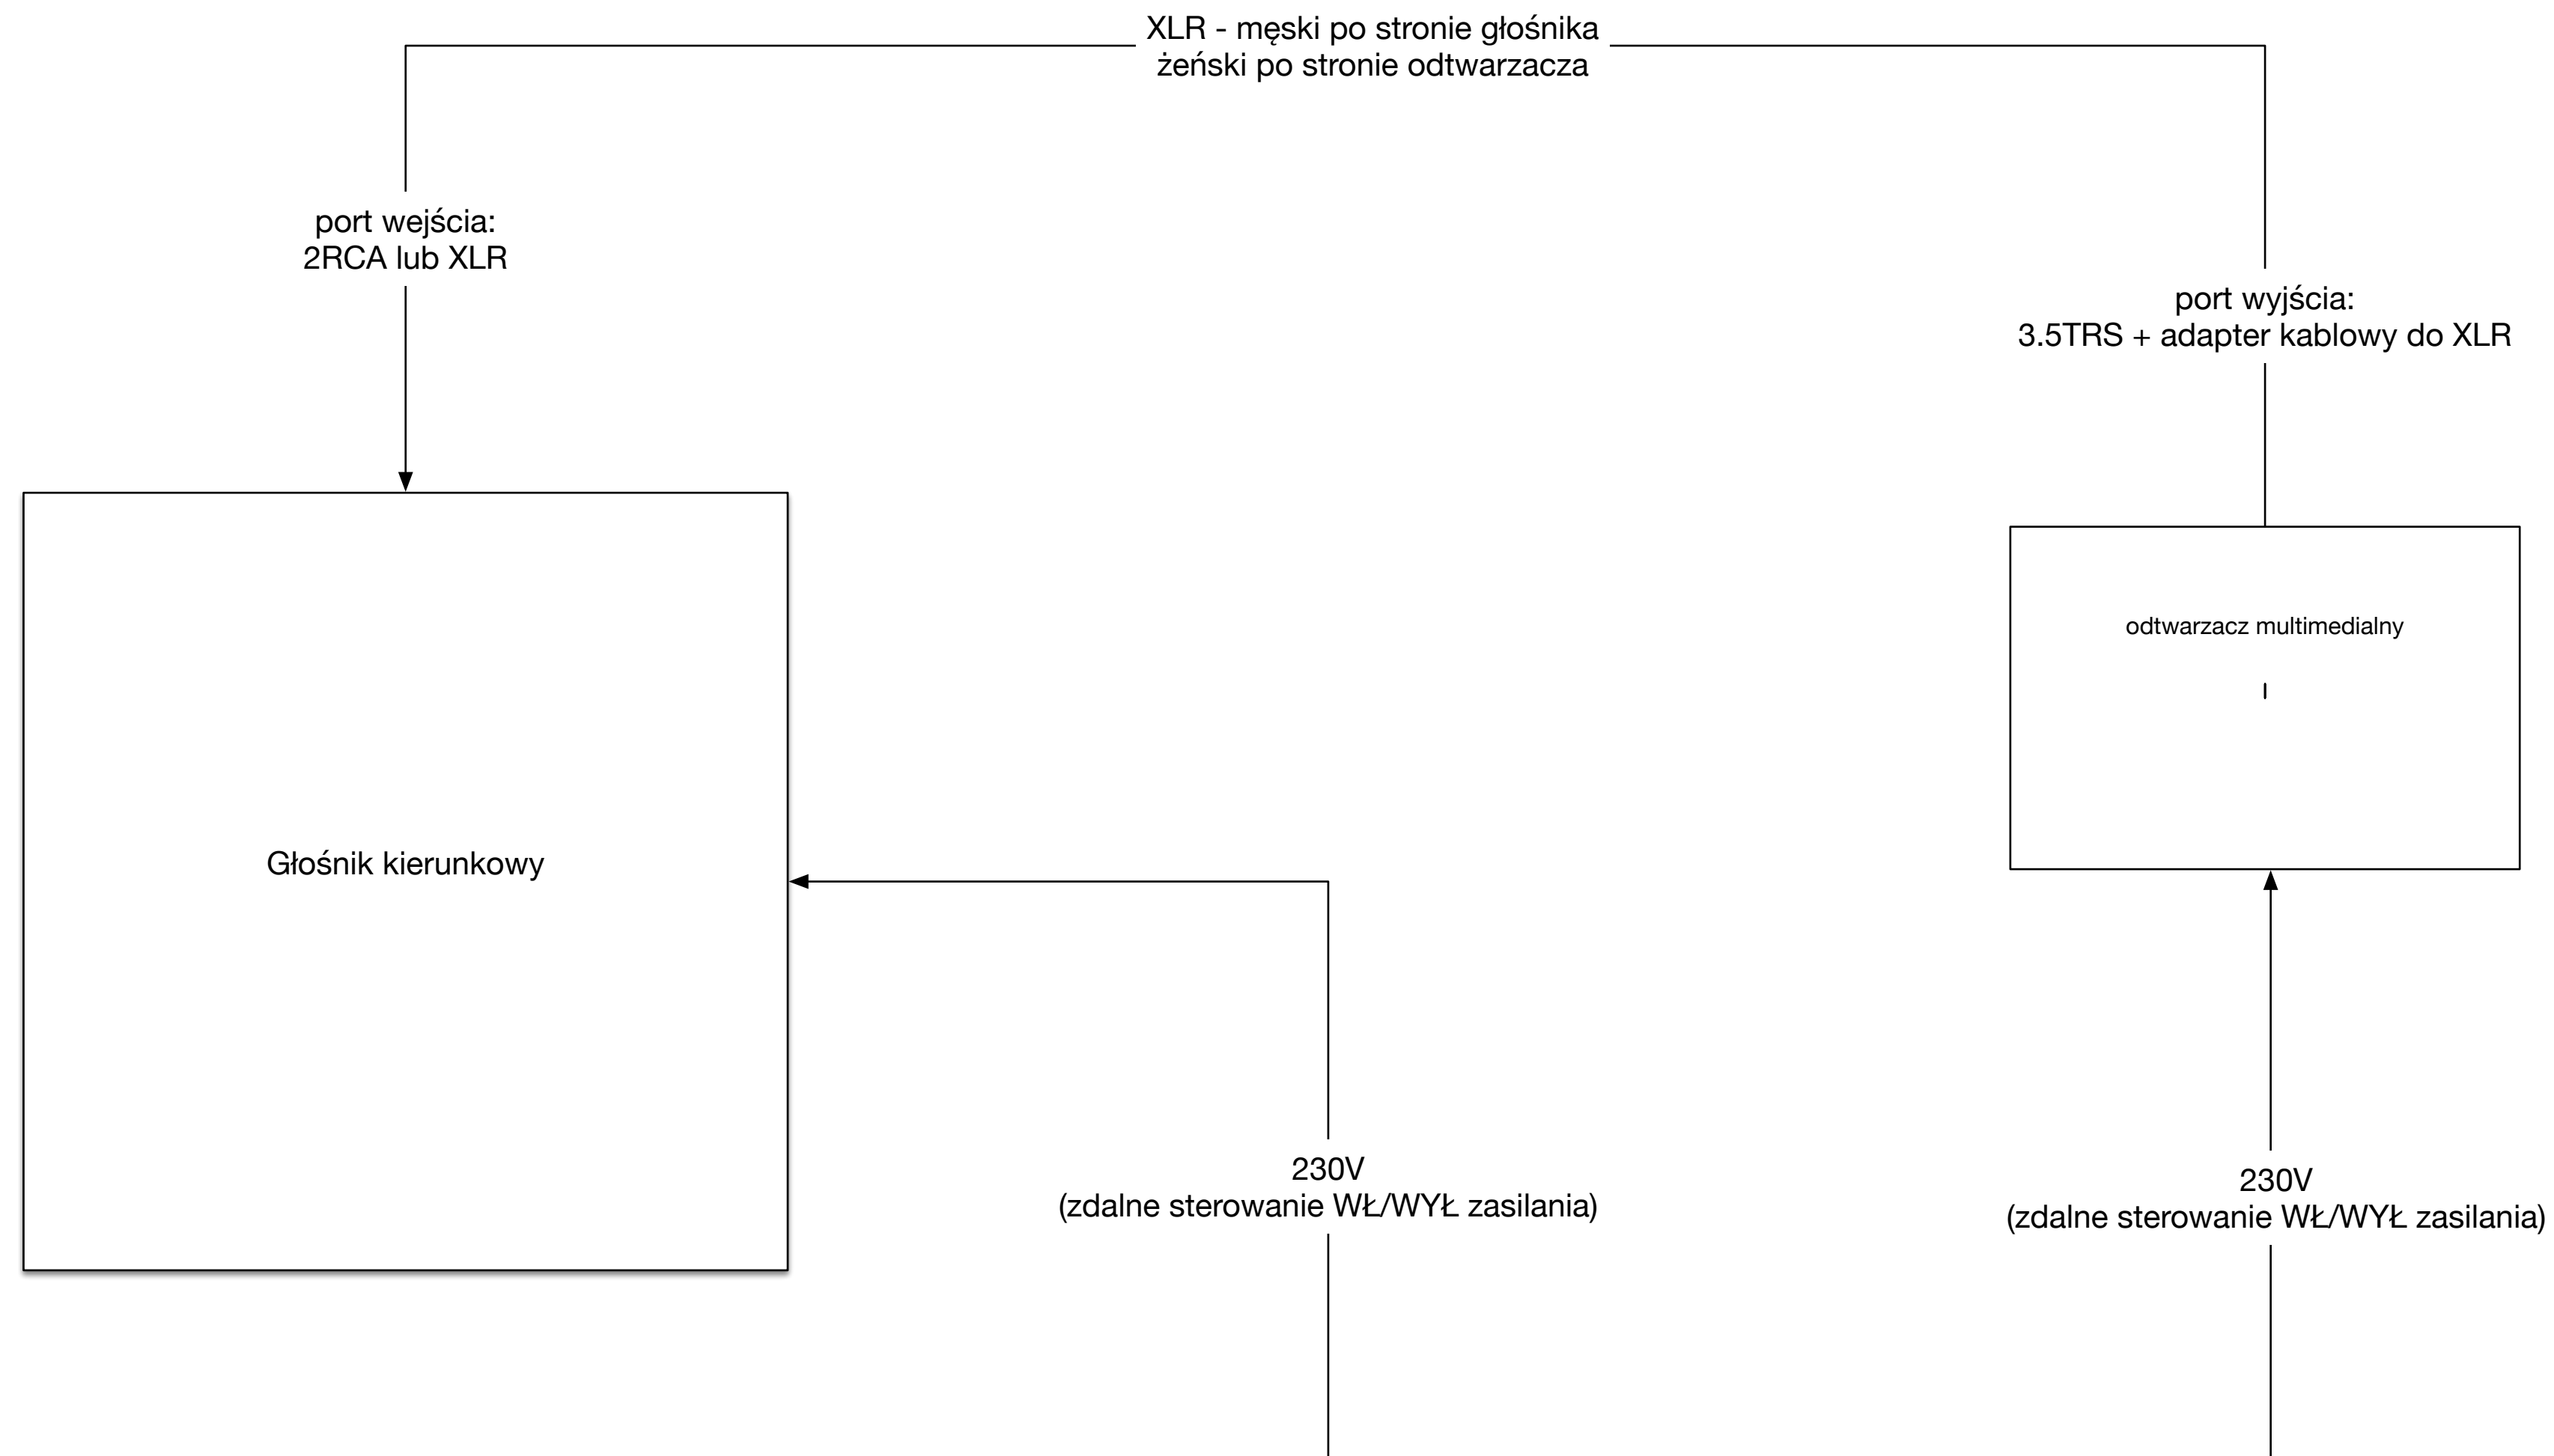 XLR - męski po stronie głośnika
żeński po stronie odtwarzacza
port wejścia:
2RCA lub XLR
port wyjścia:
3.5TRS + adapter kablowy do XLR
odtwarzacz multimedialny
Głośnik kierunkowy
230V
(zdalne sterowanie WŁ/WYŁ zasilania)
230V
(zdalne sterowanie WŁ/WYŁ zasilania)